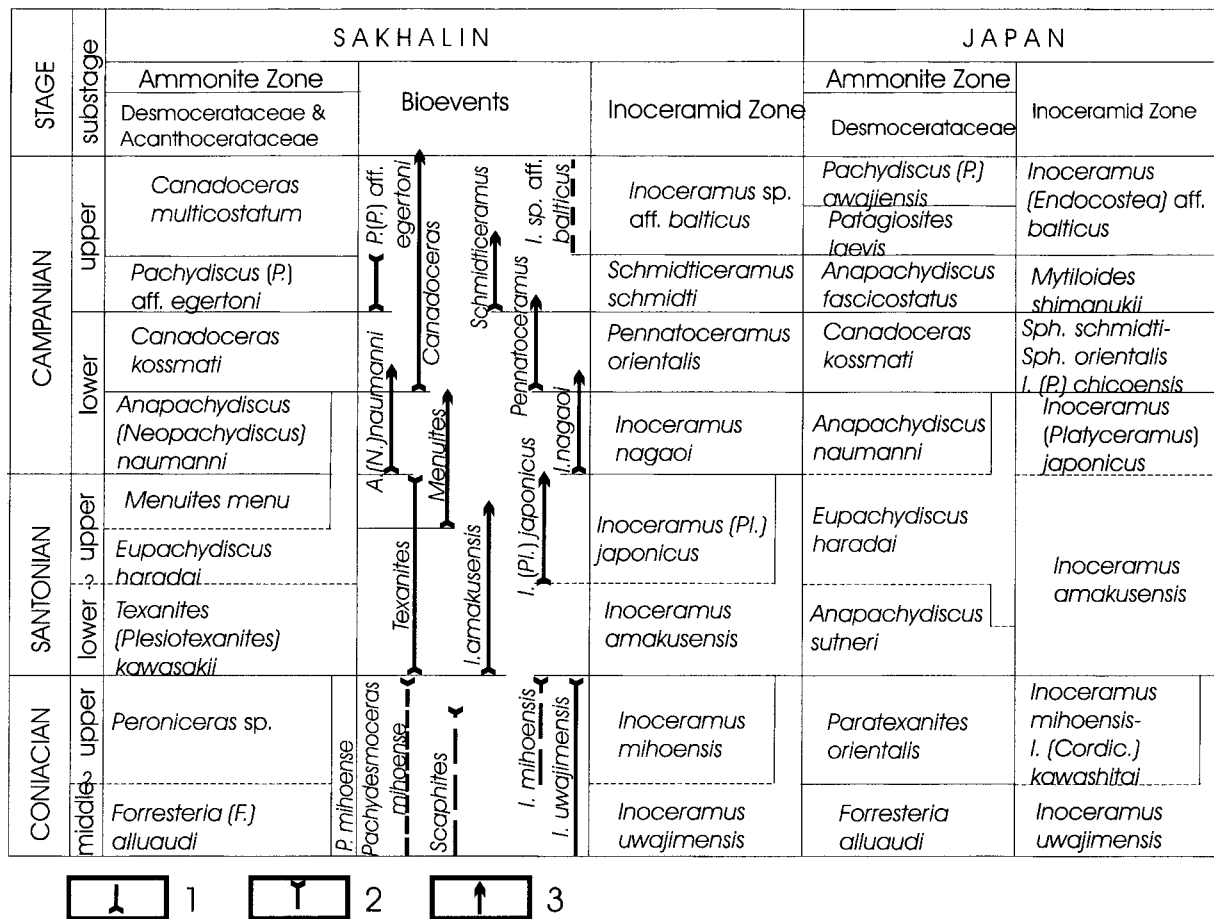 STAGE
substage
SAKHALIN
JAPAN
Ammonite Zone
Desmocerataceae &
Acanthocerataceae
Bioevents
Inoceramid Zone
Ammonite Zone
Desmocerataceae
Inoceramid Zone
CAMPANIAN
upper
lower
Canadoceras
multicostatum
Pachydiscus (P.)
aff. egertoni
Canadoceras
kossmati
Anapachydiscus
(Neopachydiscus)
naumanni
SANTONIAN
upper
?
lower
Menuites menu
Eupachydiscus
haradai
Texanites
(Plesiotexanites)
kawasakii
CONIACIAN
upper
?
middle
Peroniceras sp.
Forresteria (F.)
alluaudi
P. mihoense
P.(P.) aff.
egertoni
Canadoceras
Schmidticeramus
I. sp. aff.
balticus
Pennatoceramus
A.(N.)naumanni
Menuites
I.nagaoi
I. (Pl.) japonicus
Texanites
I.amakusensis
Pachydesmoceras
mihoense
Scaphites
I. mihoensis
I. uwajimensis
Inoceramus sp.
aff. balticus
Schmidticeramus
schmidti
Pennatoceramus
orientalis
Inoceramus
nagaoi
Inoceramus (Pl.)
japonicus
Inoceramus
amakusensis
Inoceramus
mihoensis
Inoceramus
uwajimensis
Pachydiscus (P.)
awajiensis
Patagiosites
laevis
Anapachydiscus
fascicostatus
Canadoceras
kossmati
Anapachydiscus
naumanni
Eupachydiscus
haradai
Anapachydiscus
sutneri
Paratexanites
orientalis
Forresteria
alluaudi
Inoceramus
(Endocostea) aff.
balticus
Mytiloides
shimanukii
Sph. schmidti-
Sph. orientalis
I. (P.) chicoensis
Inoceramus
(Platyceramus)
japonicus
Inoceramus
amakusensis
Inoceramus
mihoensis-
I. (Cordic.)
kawashitai
Inoceramus
uwajimensis
1
2
3